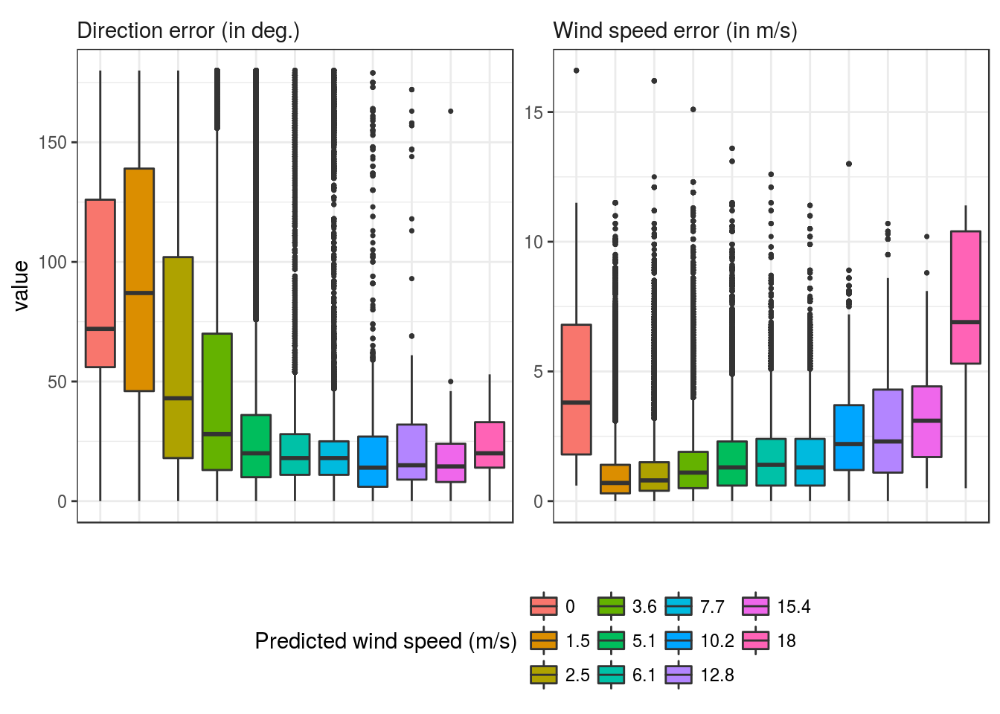 Direction error (in deg.)
Wind speed error (in m/s)
value
150
100
50
0
15
10
5
0
Predicted wind speed (m/s)
0 3.6 7.7 15.4
1.5 5.1 10.2 18
2.5 6.1 12.8